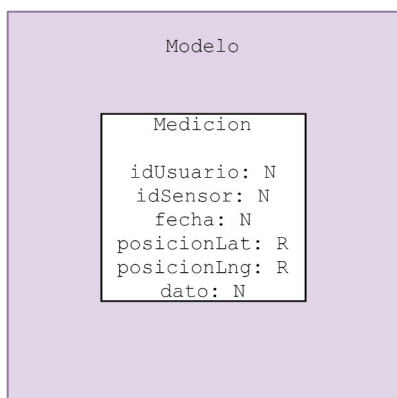 Modelo
Medicion
idUsuario: N
idSensor: N
fecha: N
posicionLat: R
posicionLng: R
dato: N